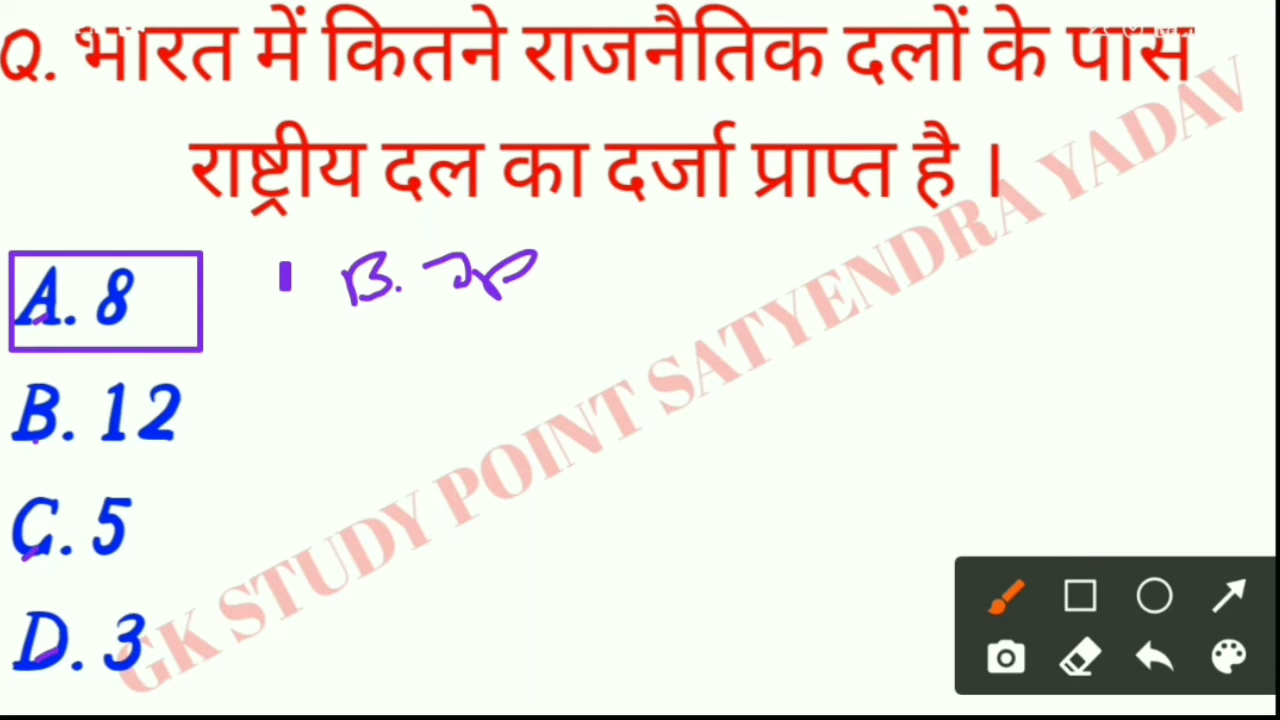 Q. भारत में कितने राजनैतिक दलों के पास
राष्ट्रीय दल का दर्जा प्राप्त है ।
A. 8
B.
B. 12
C. 5
D. 3
GK STUDY POINT SATYENDRA YADAV